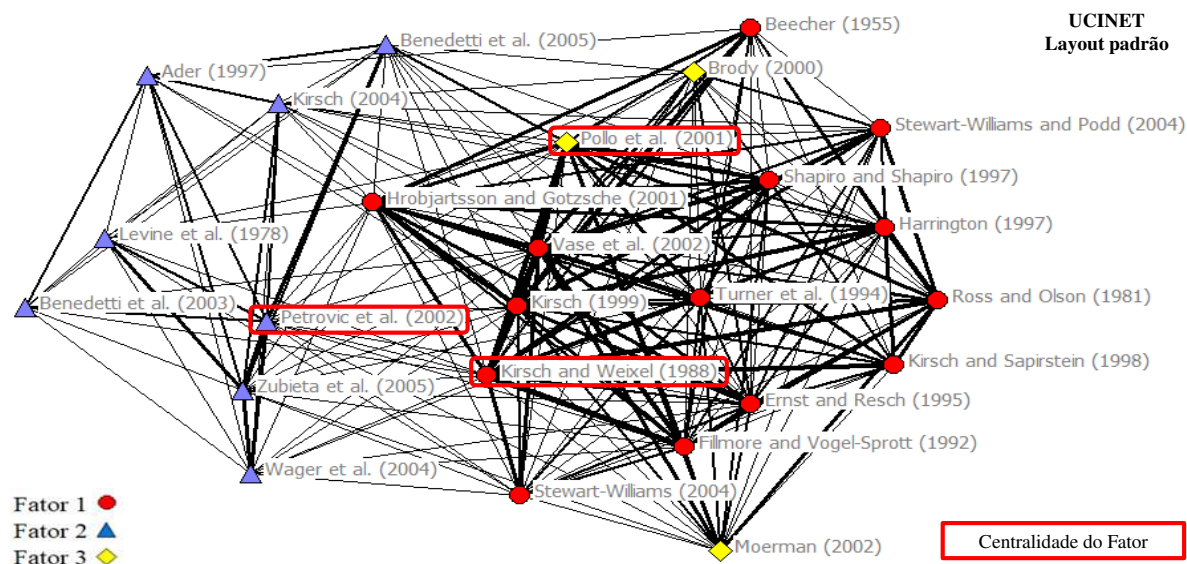 UCINET
Layout padrão
Beecher (1955)
Benedetti et al. (2005)
Brody (2000)
Ader (1997)
Kirsch (2004)
Stewart-Williams and Podd (2004)
Pollo et al. (2001)
Shapiro and Shapiro (1997)
Hrobjartsson and Gotzsche (2001)
Harrington (1997)
Levine et al. (1978)
Vase et al. (2002)
Benedetti et al. (2003)
Kirsch (1999)
Turner et al. (1994)
Ross and Olson (1981)
Petrovic et al. (2002)
Kirsch and Weixel (1988)
Kirsch and Sapirstein (1998)
Zubieta et al. (2005)
Ernst and Resch (1995)
Fillmore and Vogel-Sprott (1992)
Wager et al. (2004)
Stewart-Williams (2004)
Moerman (2002)
Fator 1
Fator 2
Fator 3
Centralidade do Fator